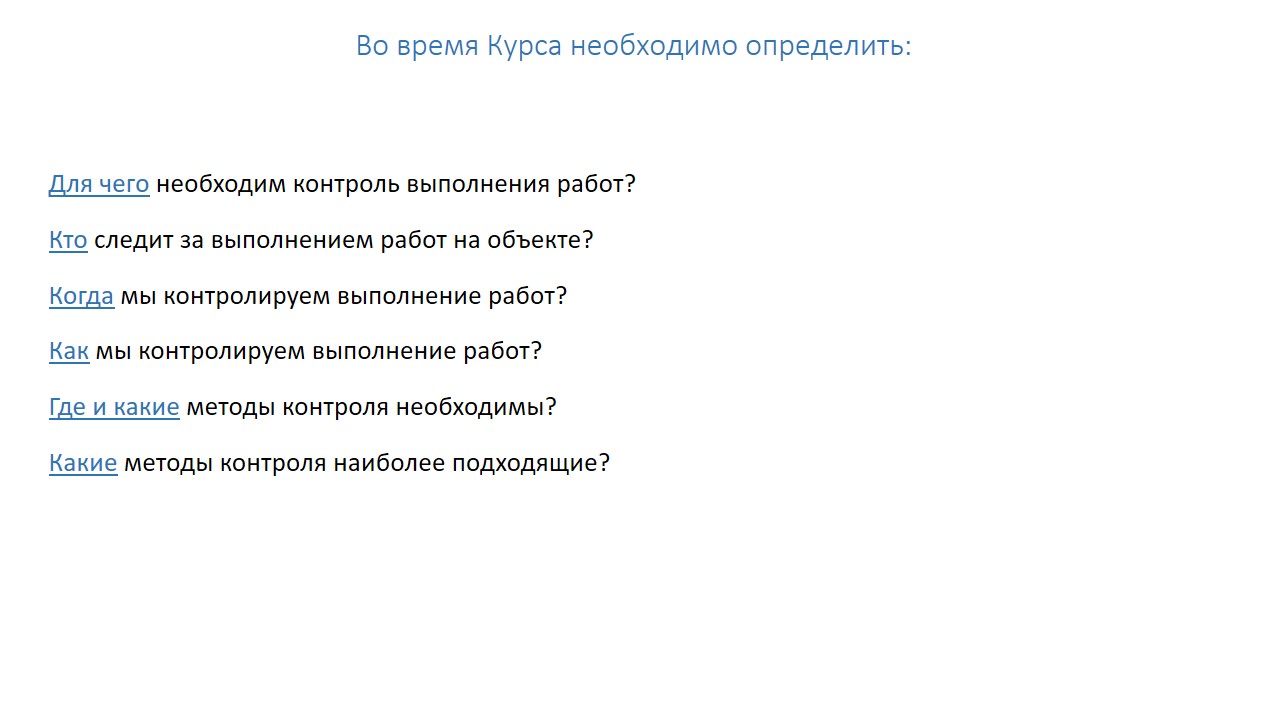 Во время Курса необходимо определить:
Для чего необходим контроль выполнения работ?
Кто следит за выполнением работ на объекте?
Когда мы контролируем выполнение работ?
Как мы контролируем выполнение работ?
Где и какие методы контроля необходимы?
Какие методы контроля наиболее подходящие?